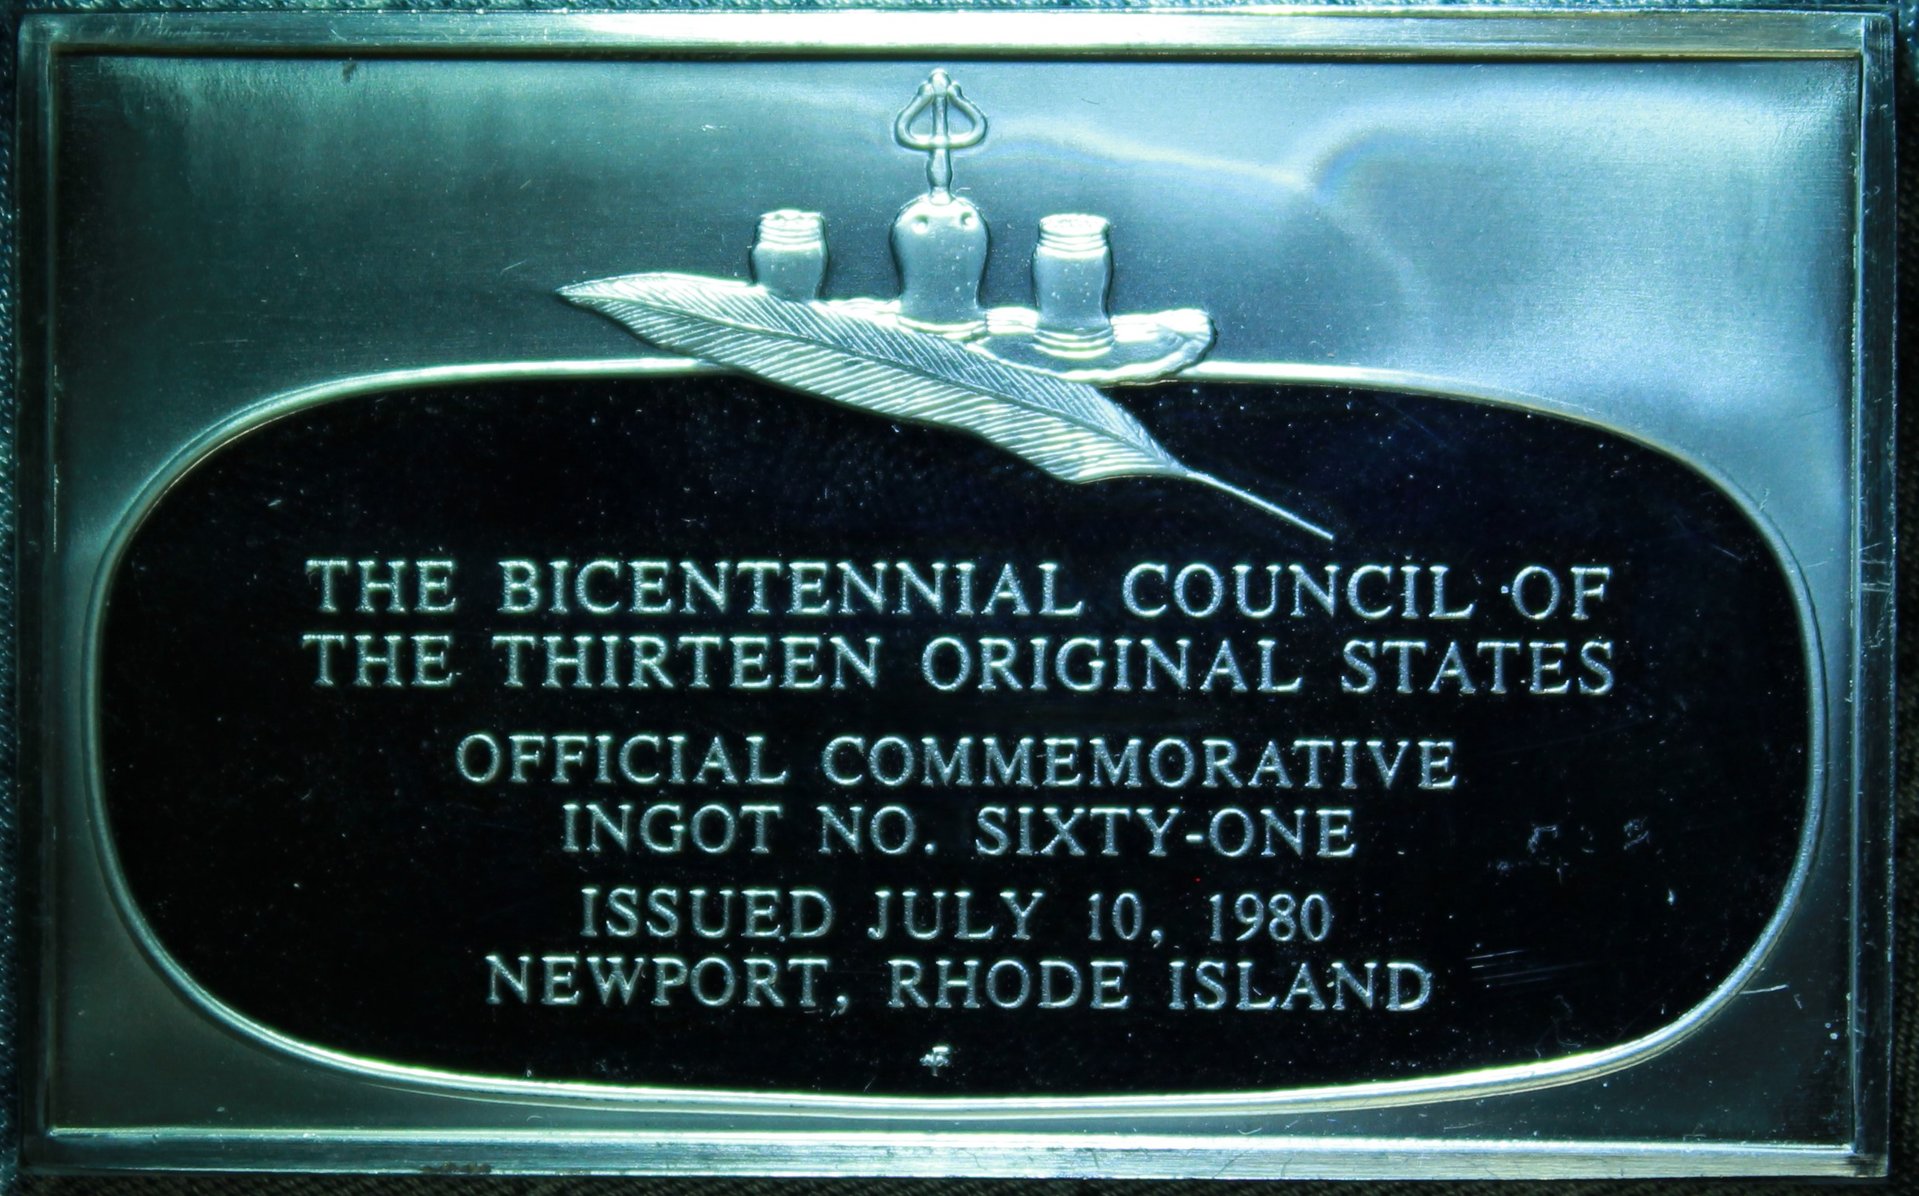 THE BICENTENNIAL COUNCIL OF
THE THIRTEEN ORIGINAL STATES
OFFICIAL COMMEMORATIVE
INGOT NO. SIXTY-ONE
ISSUED JULY 10, 1980
NEWPORT, RHODE ISLAND